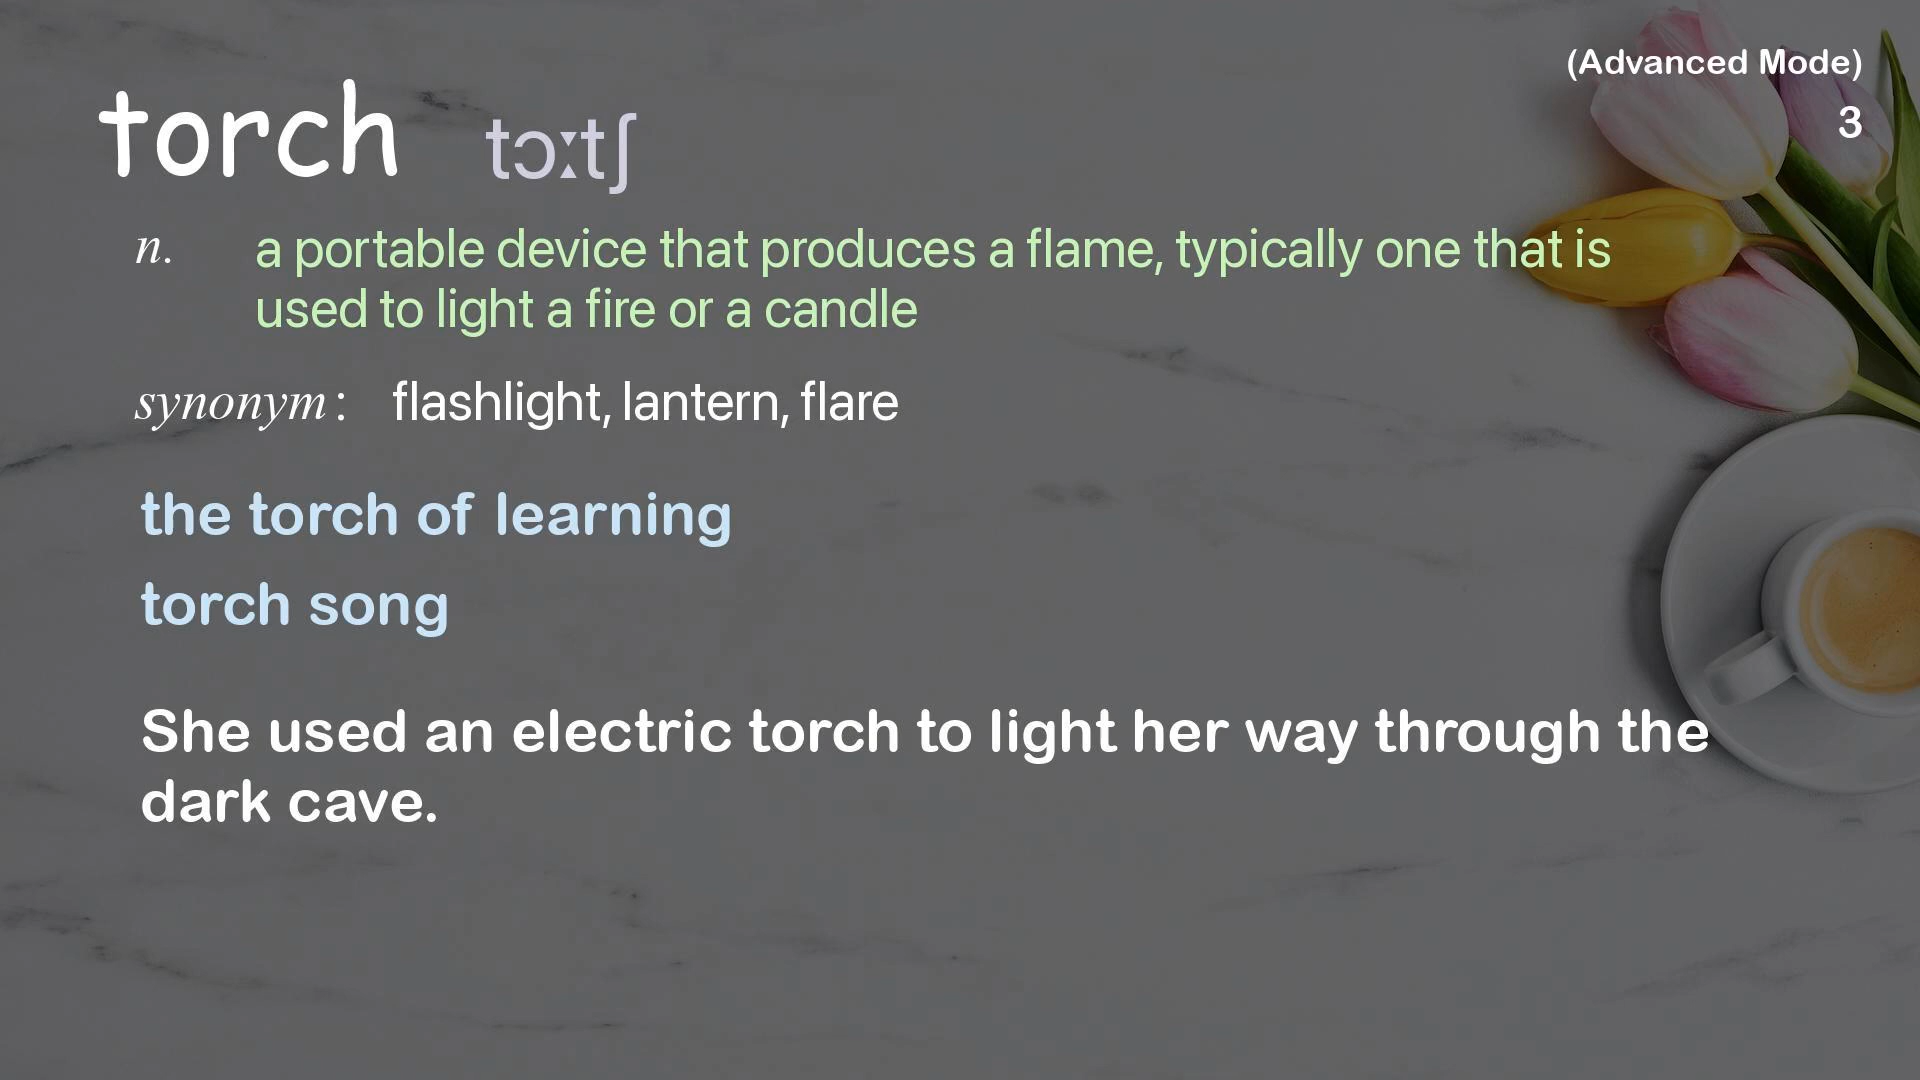 (Advanced Mode)
3
torch tɔːtʃ
n. a portable device that produces a flame, typically one that is
used to light a fire or a candle
synonym: flashlight, lantern, flare
the torch of learning
torch song
She used an electric torch to light her way through the
dark cave.